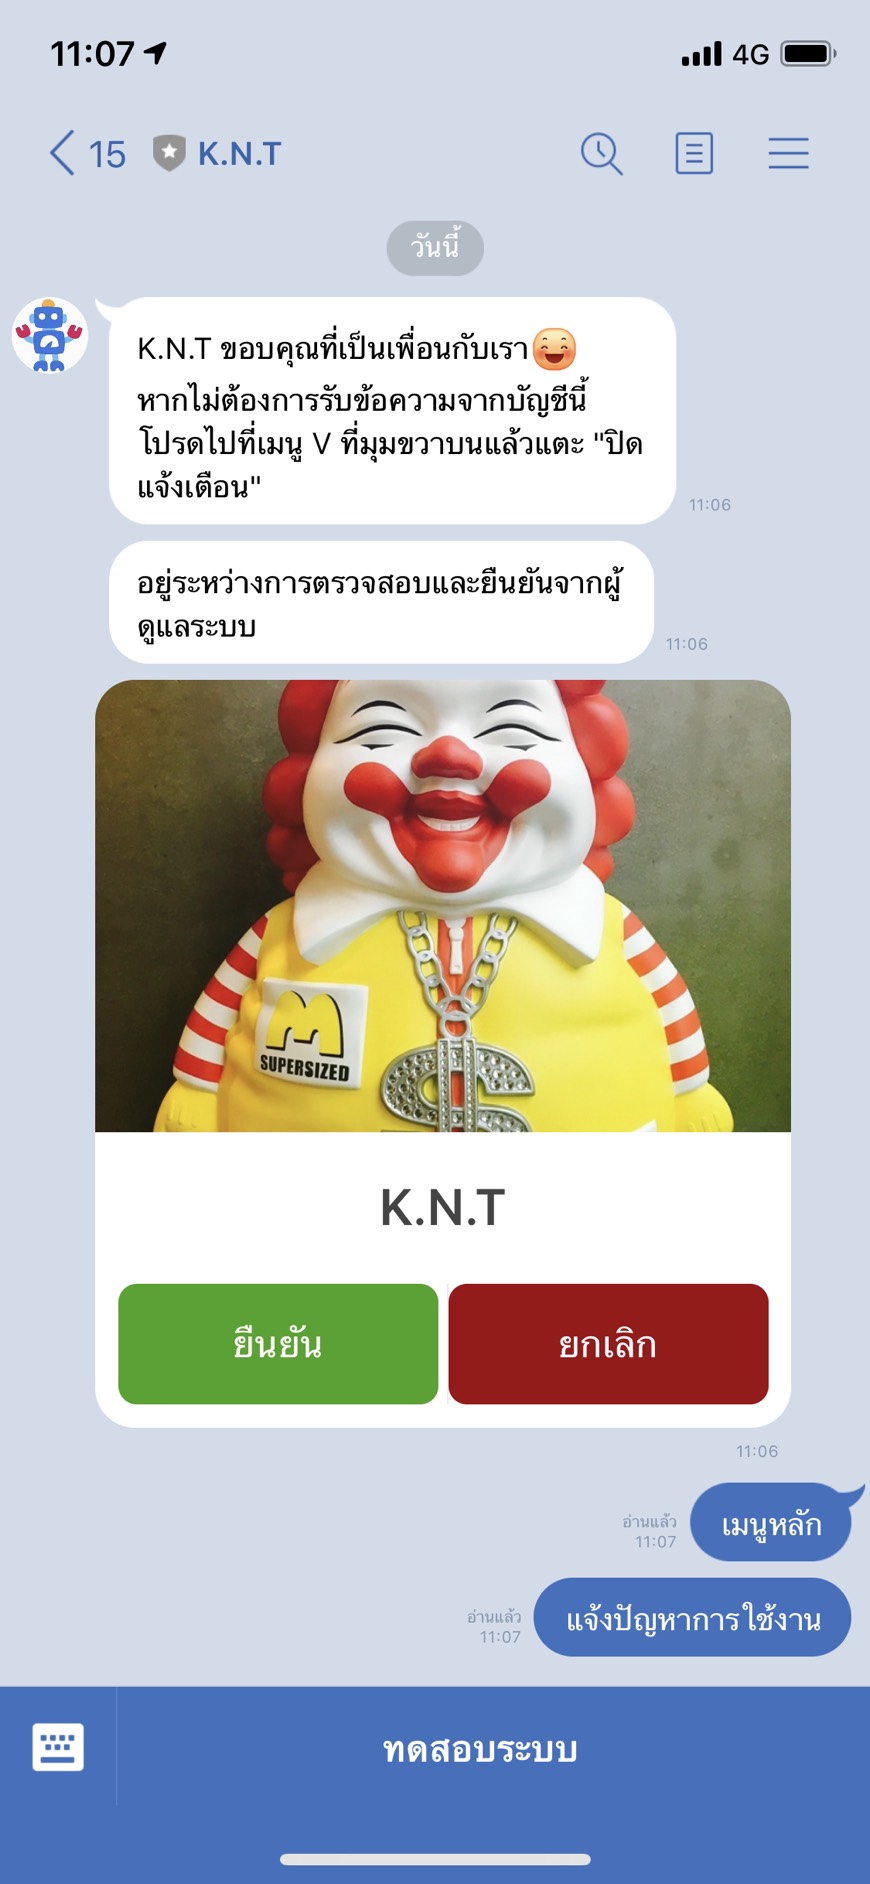 11:07
4G
15
K.N.T
วันนี้
K.N.T ขอบคุณที่เป็นเพื่อนกับเรา
หากไม่ต้องการรับข้อความจากบัญชีนี้
โปรดไปที่เมนู V ที่มุมขวาบนแล้วแตะ "ปิด
แจ้งเตือน"
11:06
อยู่ระหว่างการตรวจสอบและยืนยันจากผู้
ดูแลระบบ
11:06
M
SUPERSIZED
K.N.T
ยืนยัน
ยกเลิก
11:06
อ่านแล้ว
11:07
เมนูหลัก
อ่านแล้ว
11:07
แจ้งปัญหาการใช้งาน
ทดสอบระบบ